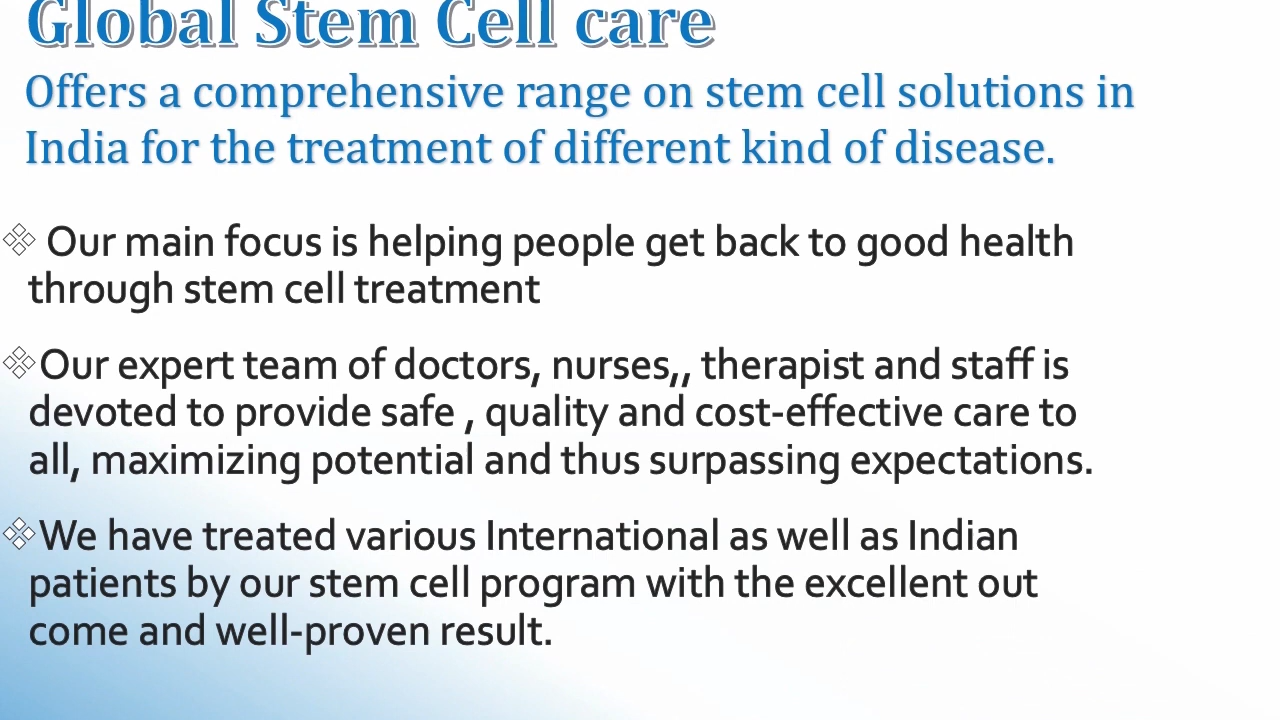 Global Stem Cell care
Offers a comprehensive range on stem cell solutions in
India for the treatment of different kind of disease.
Our main focus is helping people get back to good health
through stem cell treatment
Our expert team of doctors, nurses,, therapist and staff is
devoted to provide safe , quality and cost-effective care to
all, maximizing potential and thus surpassing expectations.
We have treated various International as well as Indian
patients by our stem cell program with the excellent out
come and well-proven result.